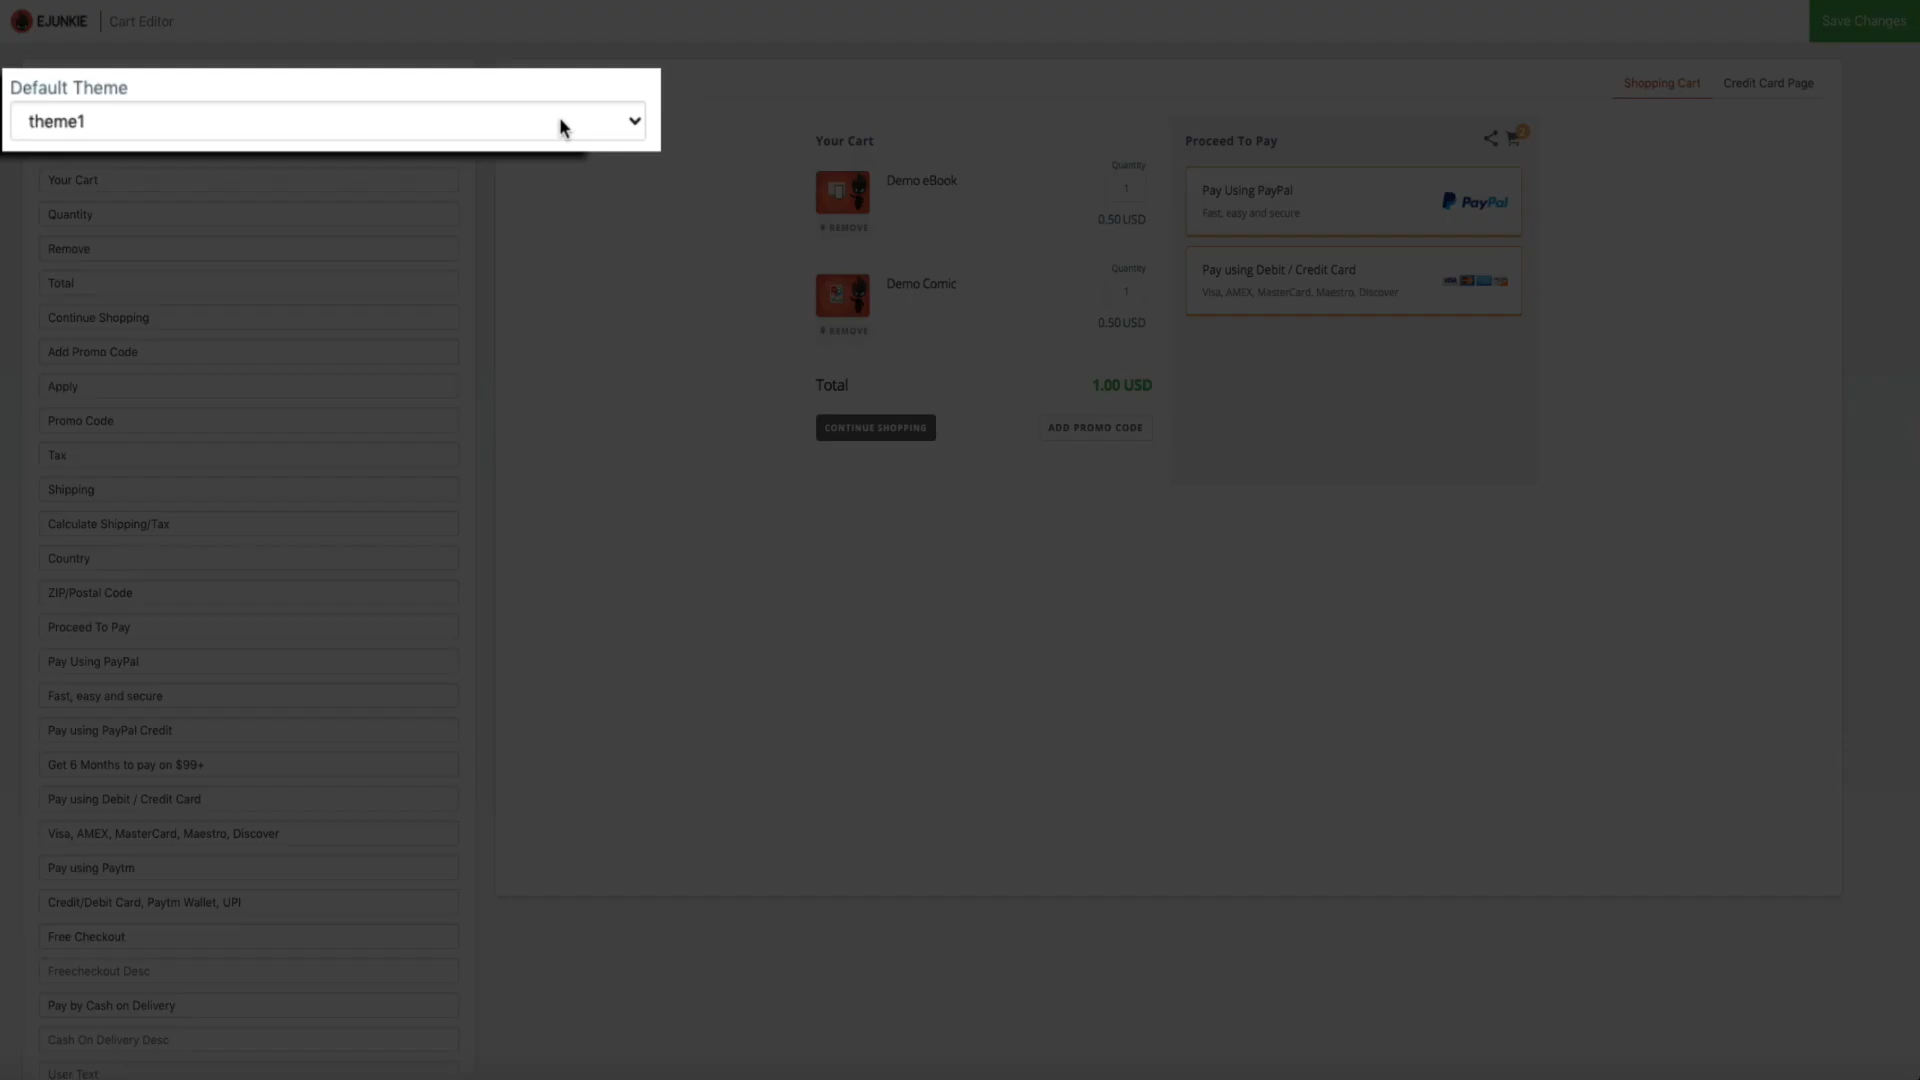 EJUNKIE
Cart Editor
Save Changes
Default Theme
theme1
Your Cart
Quantity
Remove
Total
Continue Shopping
Add Promo Code
Apply
Promo Code
Tax
Shipping
Calculate Shipping/Tax
Country
ZIP/Postal Code
Proceed To Pay
Pay Using PayPal
Fast, easy and secure
Pay using PayPal Credit
Get 6 Months to pay on $99+
Pay using Debit / Credit Card
Visa, AMEX, MasterCard, Maestro, Discover
Pay using Paytm
Credit/Debit Card, Paytm Wallet, UPI
Free Checkout
Freecheckout Desc
Pay by Cash on Delivery
Cash On Delivery Desc
User Text
Shopping Cart
Credit Card Page
Your Cart
Quantity
Demo eBook
1
0.50 USD
REMOVE
Quantity
Demo Comic
1
0.50 USD
REMOVE
Total
1.00 USD
CONTINUE SHOPPING
ADD PROMO CODE
Proceed To Pay
2
Pay Using PayPal
Fast, easy and secure
PayPal
Pay using Debit / Credit Card
Visa, AMEX, MasterCard, Maestro, Discover
VISA